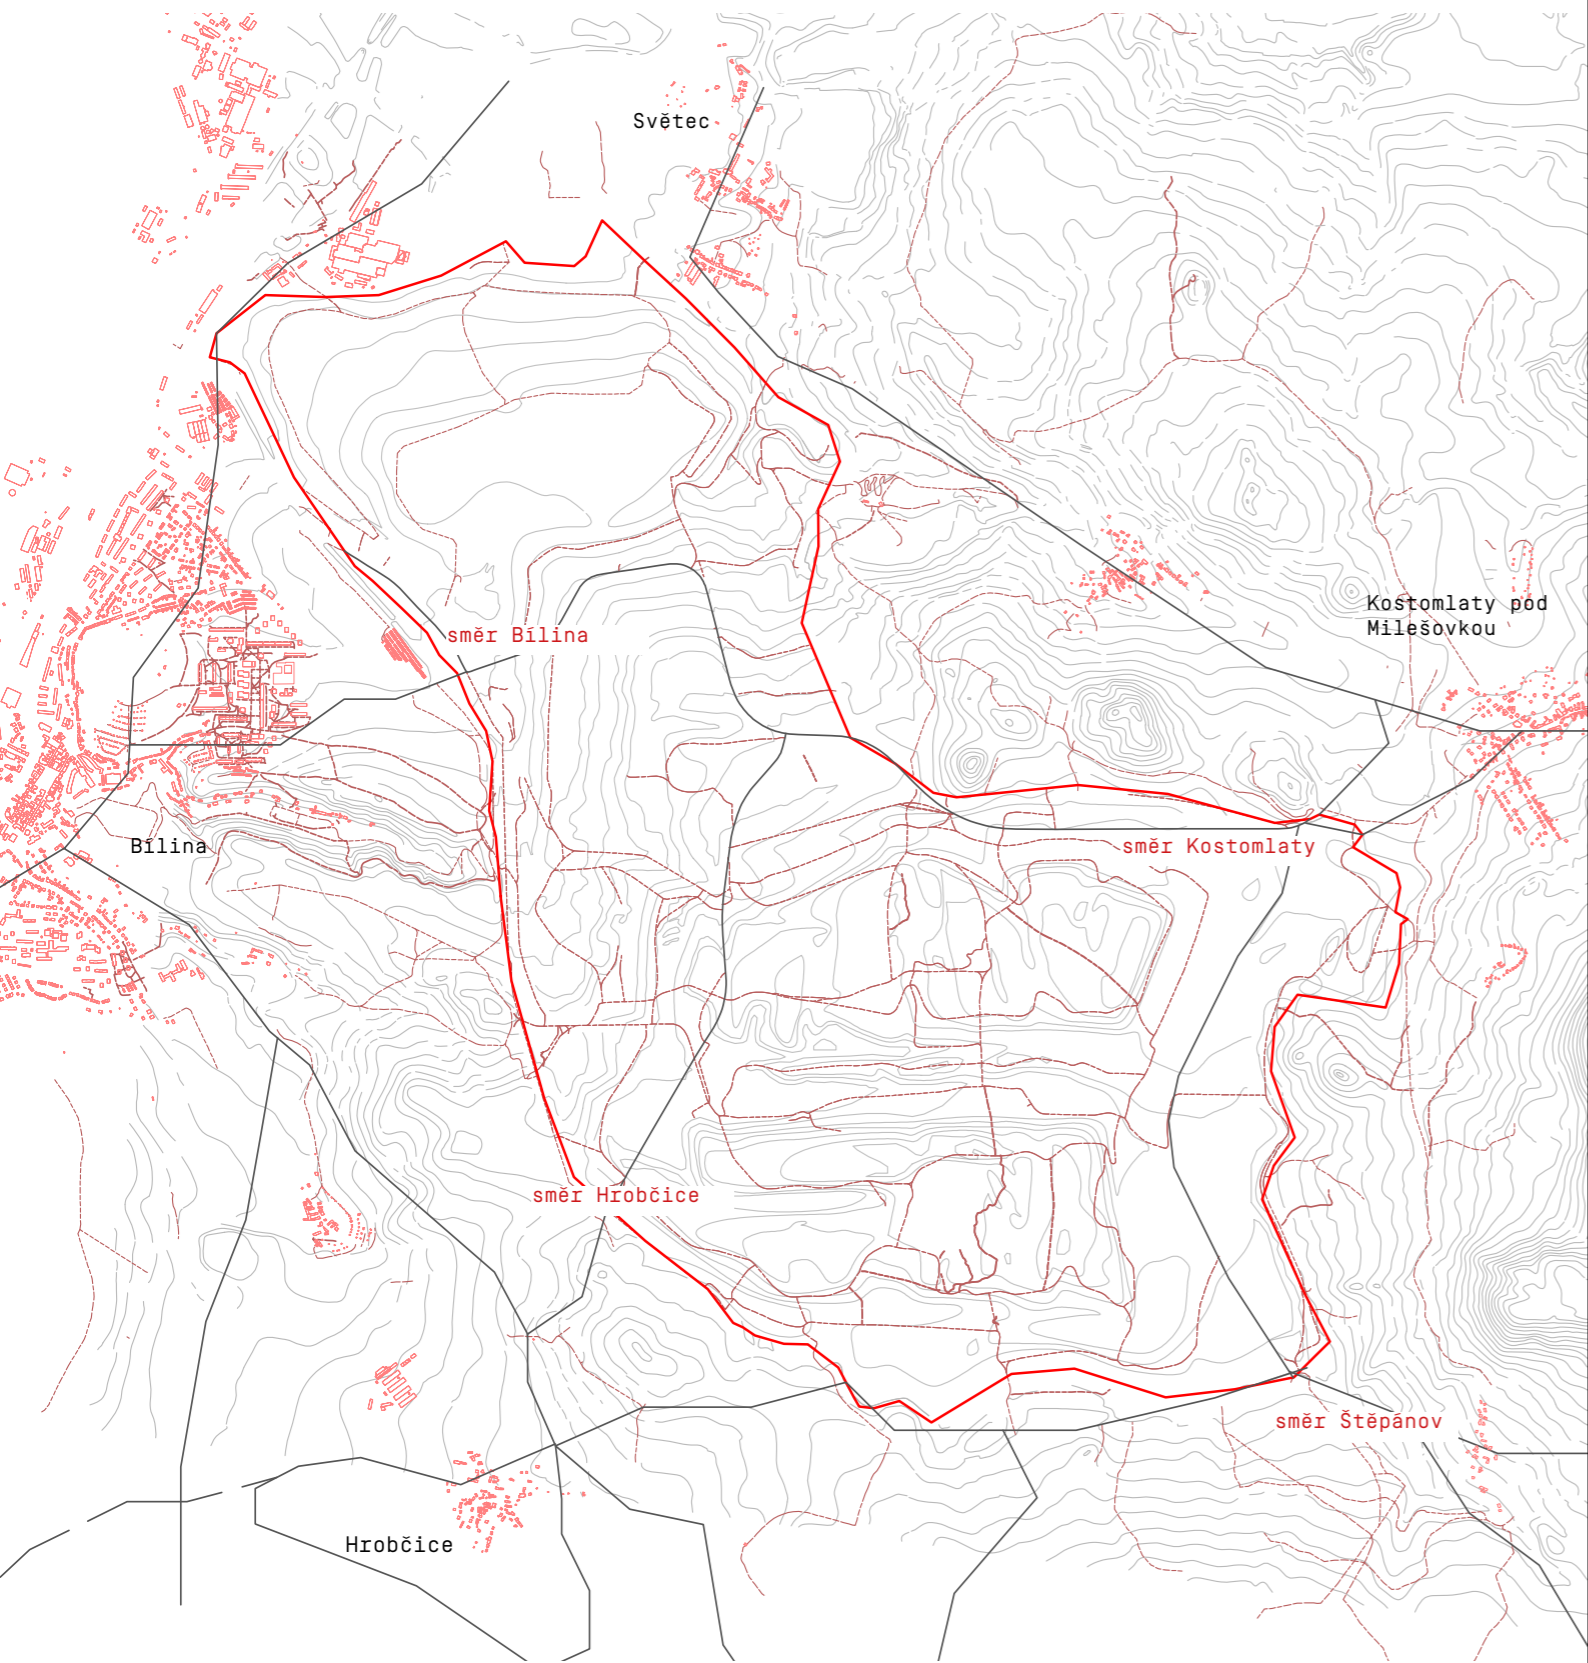 Světec
Kostomlaty pod
Milešovkou
směr Bílina
Bílina
směr Kostomlaty
směr Hrobčice
směr Štěpánov
Hrobčice